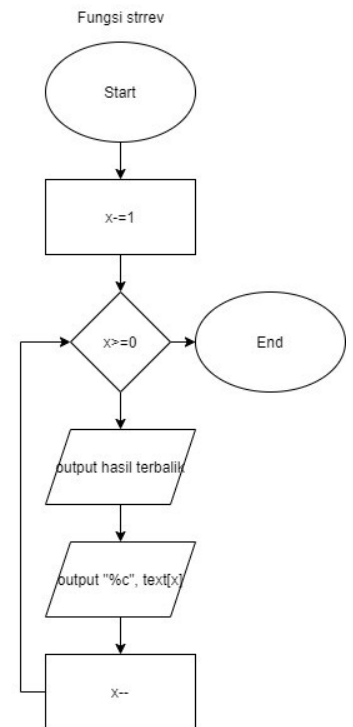 Fungsi strrev
Start
x-=1
x>=0
End
output hasil terbalik
output "%c", text[x]
x--